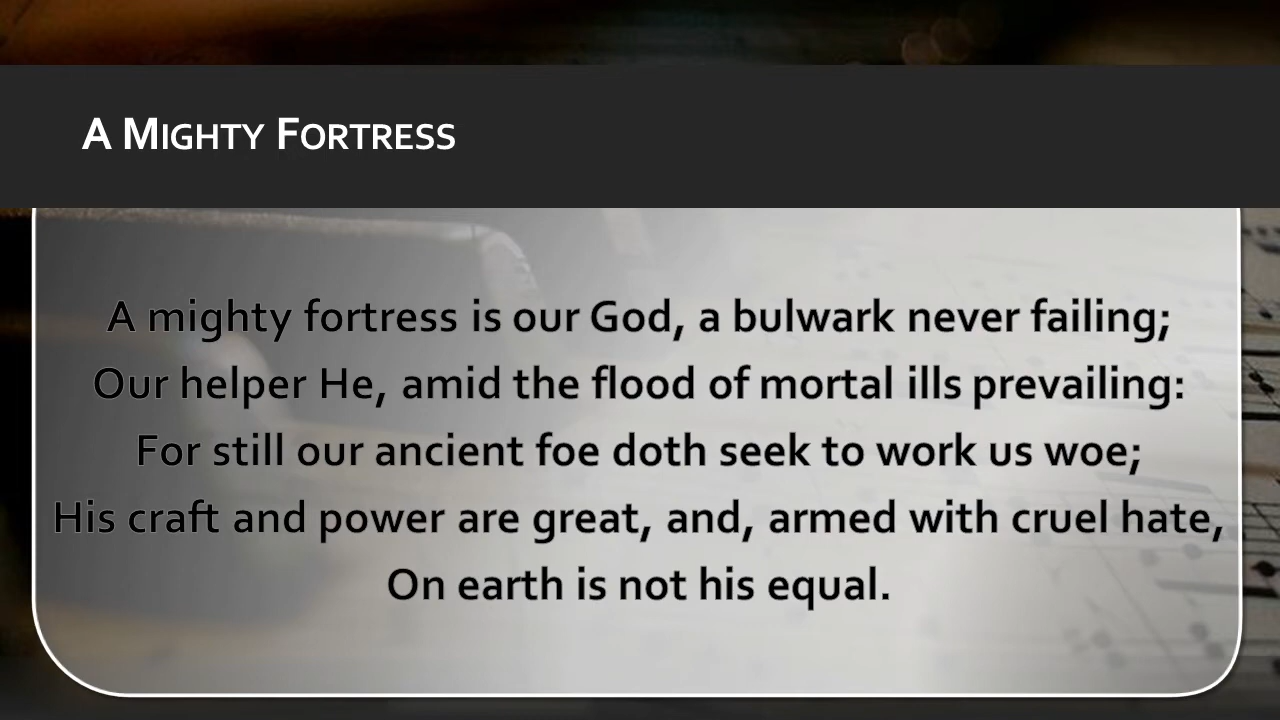 A Mighty Fortress
A mighty fortress is our God, a bulwark never failing;
Our helper He, amid the flood of mortal ills prevailing:
For still our ancient foe doth seek to work us woe;
His craft and power are great, and, armed with cruel hate,
On earth is not his equal.